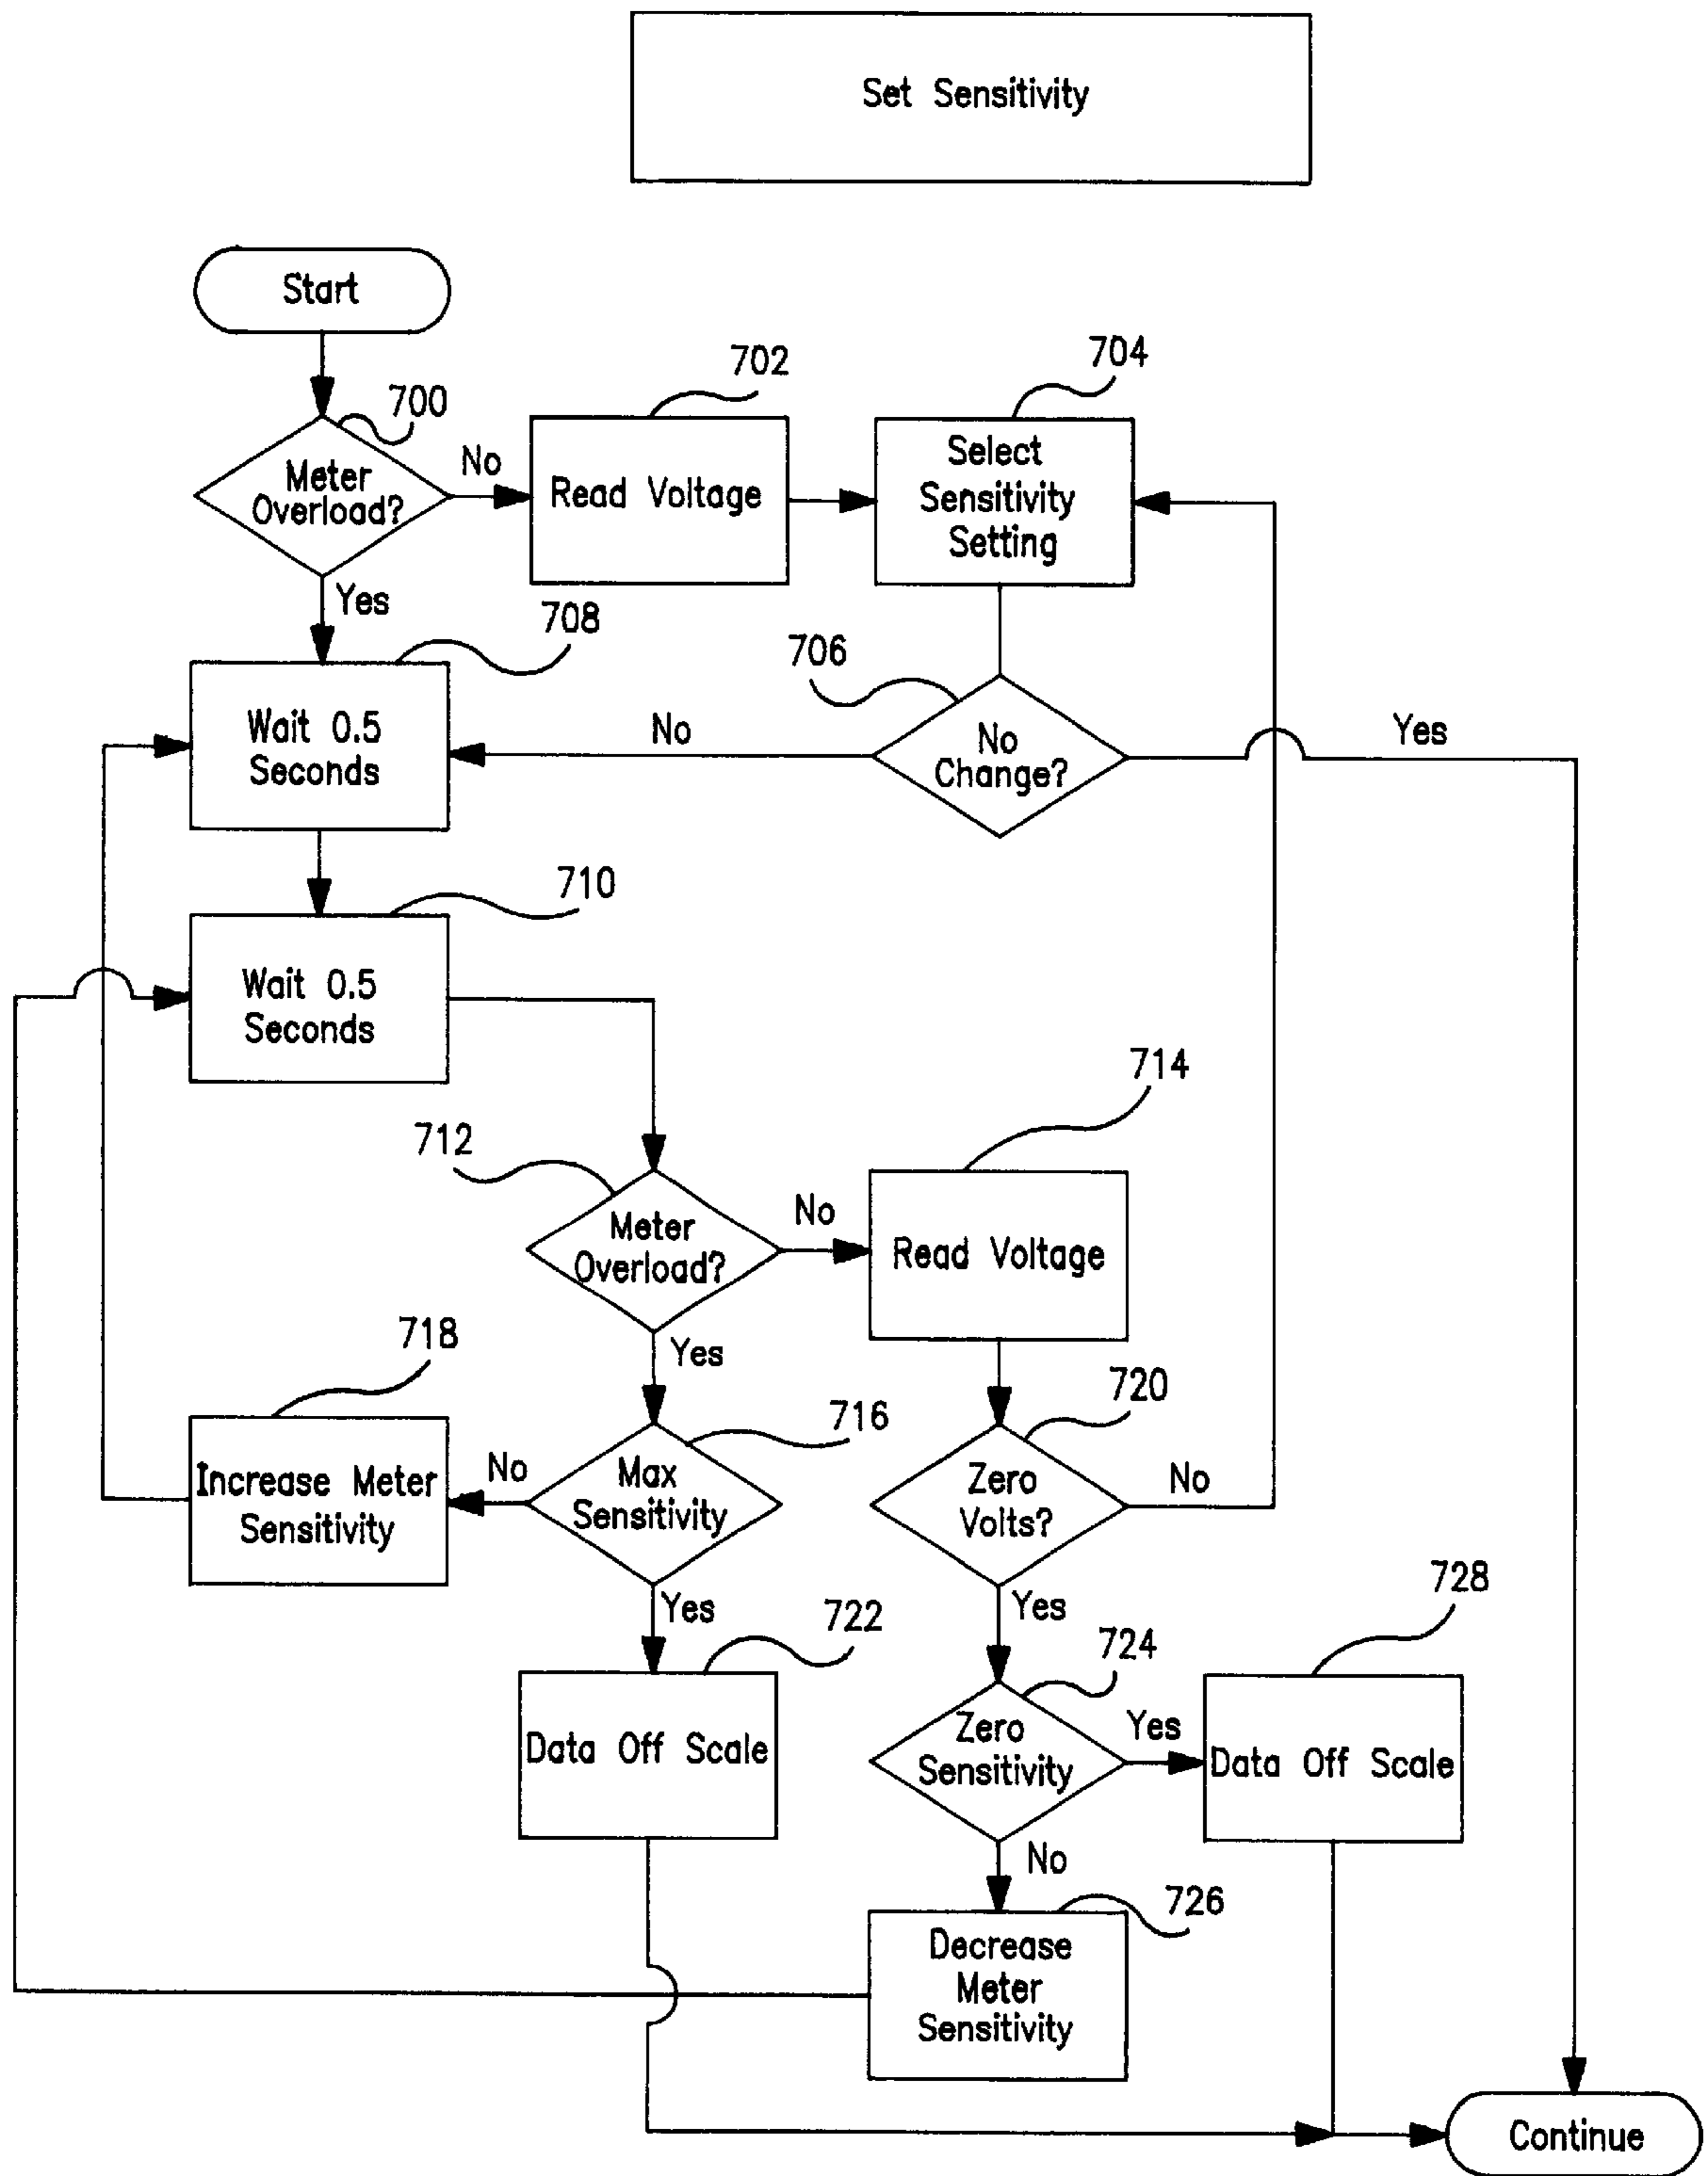 Set Sensitivity
Start
700
Meter
Overload?
No
Yes
702
Read Voltage
704
Select
Sensitivity
Setting
706
No
Change?
No
Yes
708
Wait 0.5
Seconds
710
Wait 0.5
Seconds
712
Meter
Overload?
No
Yes
714
Read Voltage
716
Max
Sensitivity
No
Yes
718
Increase Meter
Sensitivity
720
Zero
Volts?
No
Yes
722
Data Off Scale
724
Zero
Sensitivity
Yes
No
728
Data Off Scale
726
Decrease
Meter
Sensitivity
Continue